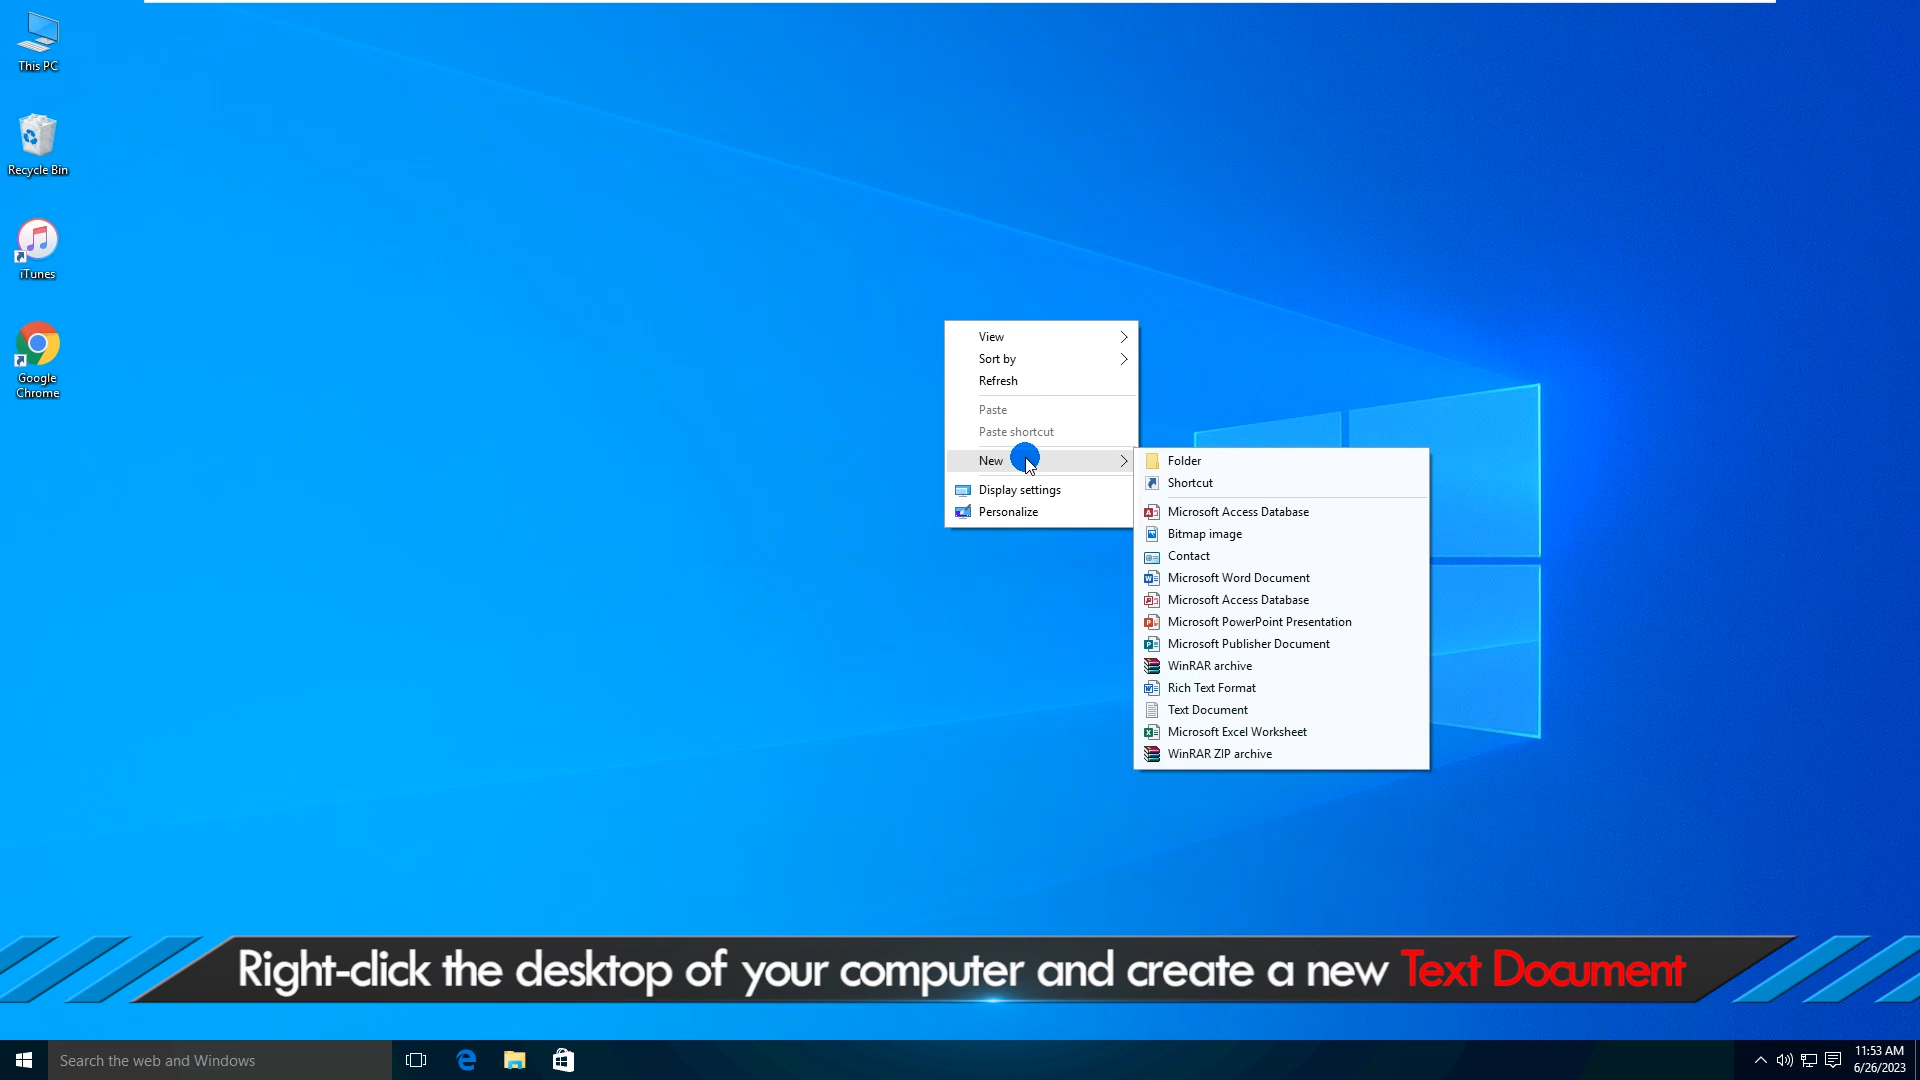 This PC
Recycle Bin
iTunes
Google
Chrome
View
Sort by
Refresh
Paste
Paste shortcut
New
Display settings
Personalize
Folder
Shortcut
Microsoft Access Database
Bitmap image
Contact
Microsoft Word Document
Microsoft Access Database
Microsoft PowerPoint Presentation
Microsoft Publisher Document
WinRAR archive
Rich Text Format
Text Document
Microsoft Excel Worksheet
WinRAR ZIP archive
Right-click the desktop of your computer and create a new Text Document
Search the web and Windows
11:53 AM
6/26/2023